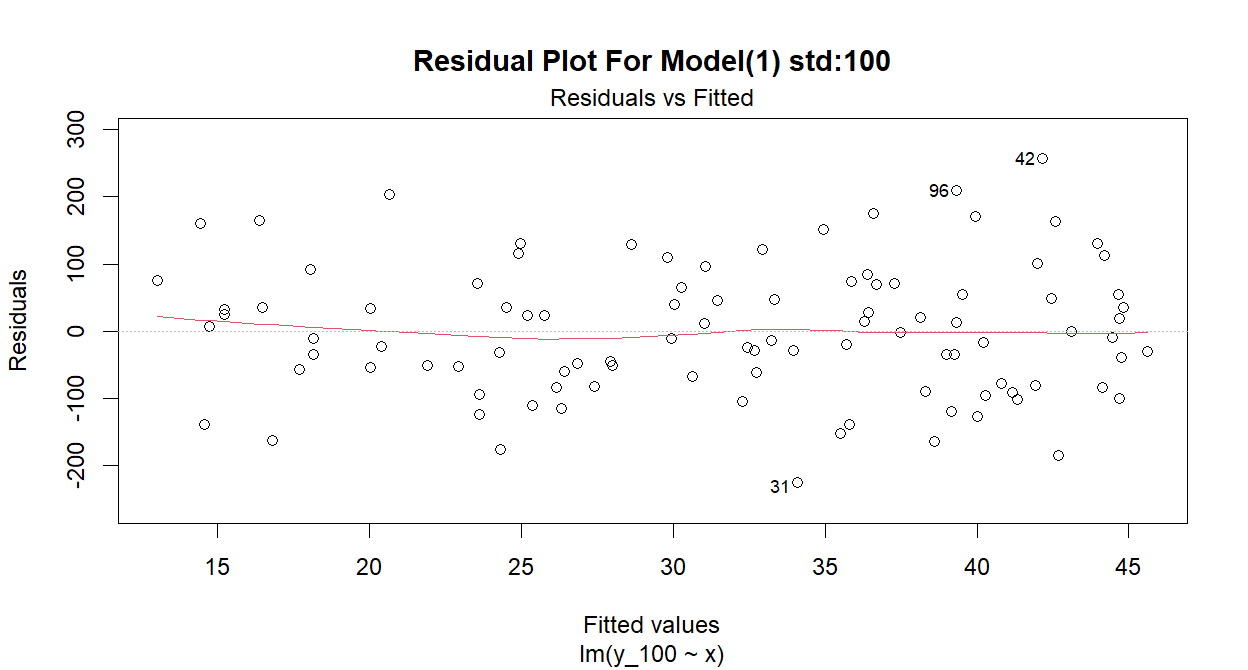 Residual Plot For Model(1) std:100
Residuals vs Fitted
300
200
100
0
-100
-200
Residuals
42
96
31
15 20 25 30 35 40 45
Fitted values
lm(y_100 ~ x)